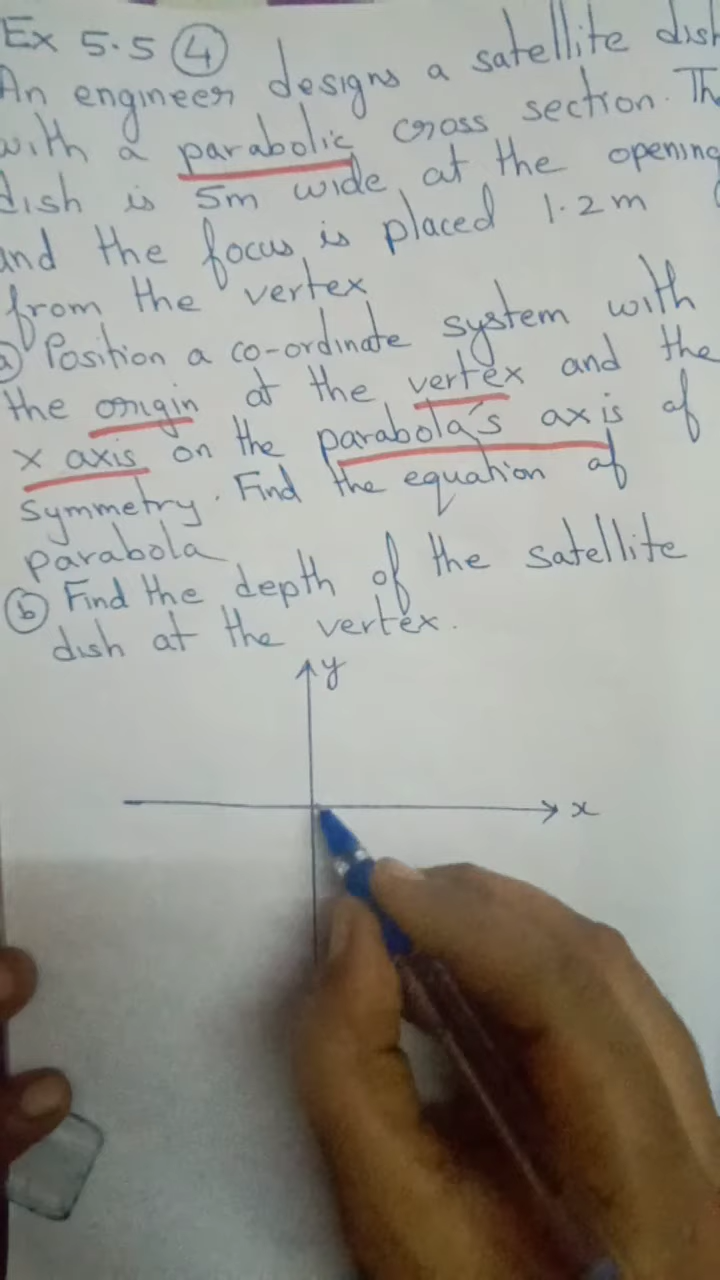 Ex 5.5 ④
An engineer designs a satellite dish
with a parabolic cross section. The
dish is 5m wide at the opening
and the focus is placed 1.2m
from the vertex
ⓐ Position a co-ordinate system with
the origin at the vertex and the
x axis on the parabola's axis of
symmetry. Find the equation of
parabola
ⓑ Find the depth of the satellite
dish at the vertex.
y
x